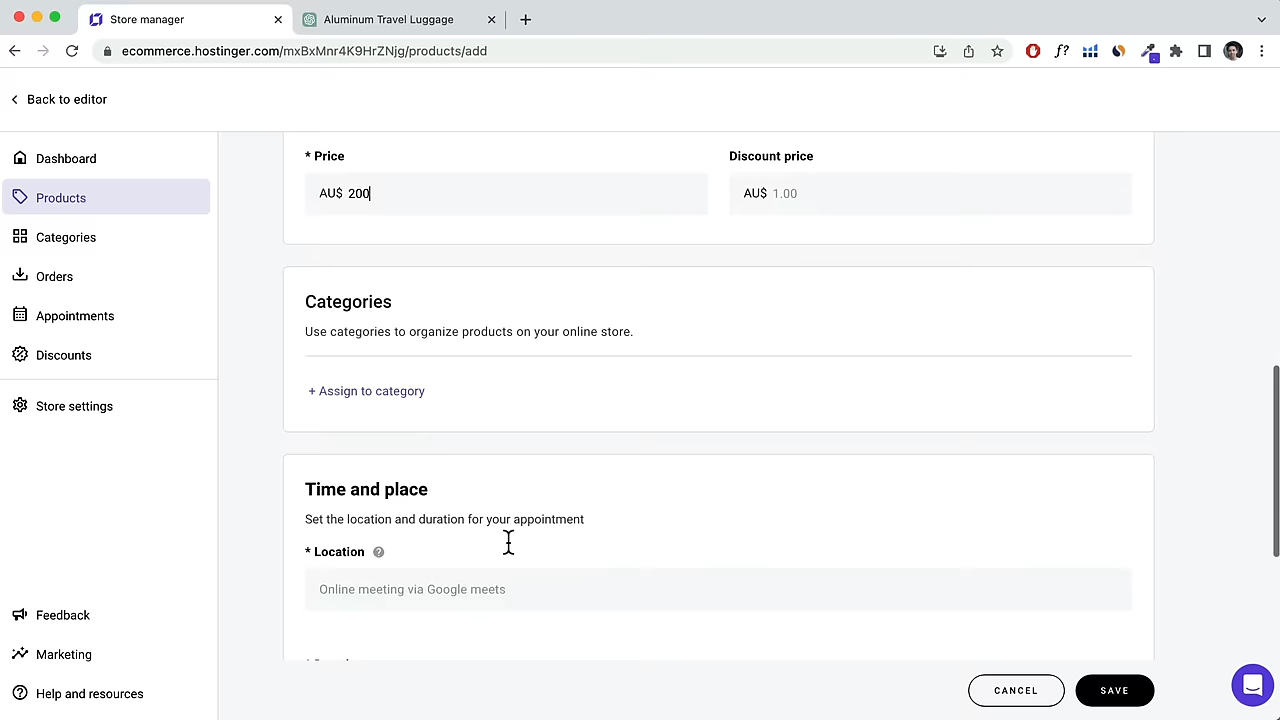 Store manager
Aluminum Travel Luggage
ecommerce.hostinger.com/mxBxMnr4K9HrZNjg/products/add
f?
Back to editor
Dashboard
Products
Categories
Orders
Appointments
Discounts
Store settings
Feedback
Marketing
Help and resources
* Price
Discount price
AU$ 200
AU$ 1.00
Categories
Use categories to organize products on your online store.
+ Assign to category
Time and place
Set the location and duration for your appointment
* Location ?
Online meeting via Google meets
CANCEL
SAVE